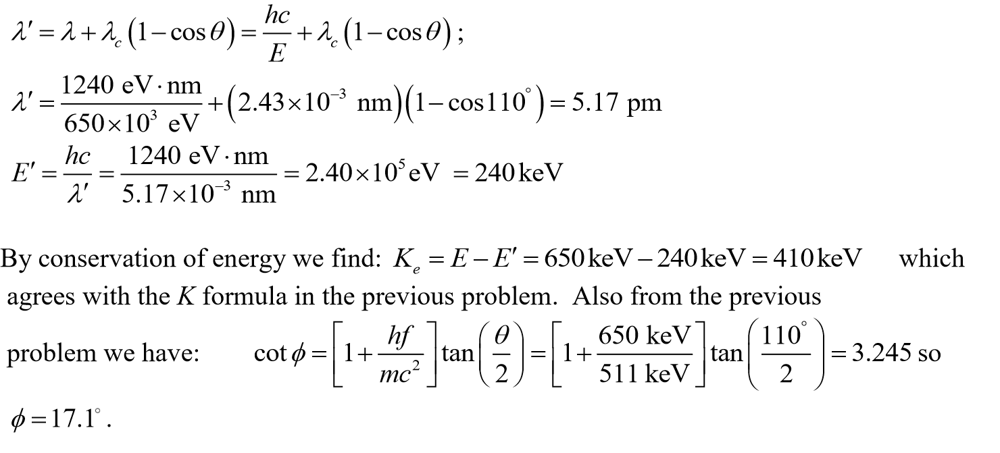 λ′ = λ + λc (1 − cos θ) = hc/E + λc (1 − cos θ) ;
λ′ = 1240 eV · nm / 650×10³ eV + (2.43×10⁻³ nm)(1 − cos110°) = 5.17 pm
E′ = hc/λ′ = 1240 eV · nm / 5.17×10⁻³ nm = 2.40×10⁵ eV = 240 keV
By conservation of energy we find: Kₑ = E − E′ = 650 keV − 240 keV = 410 keV which
agrees with the K formula in the previous problem. Also from the previous
problem we have: cot ϕ = [1 + hf/mc²] tan(θ/2) = [1 + 650 keV/511 keV] tan(110°/2) = 3.245 so
ϕ = 17.1° .